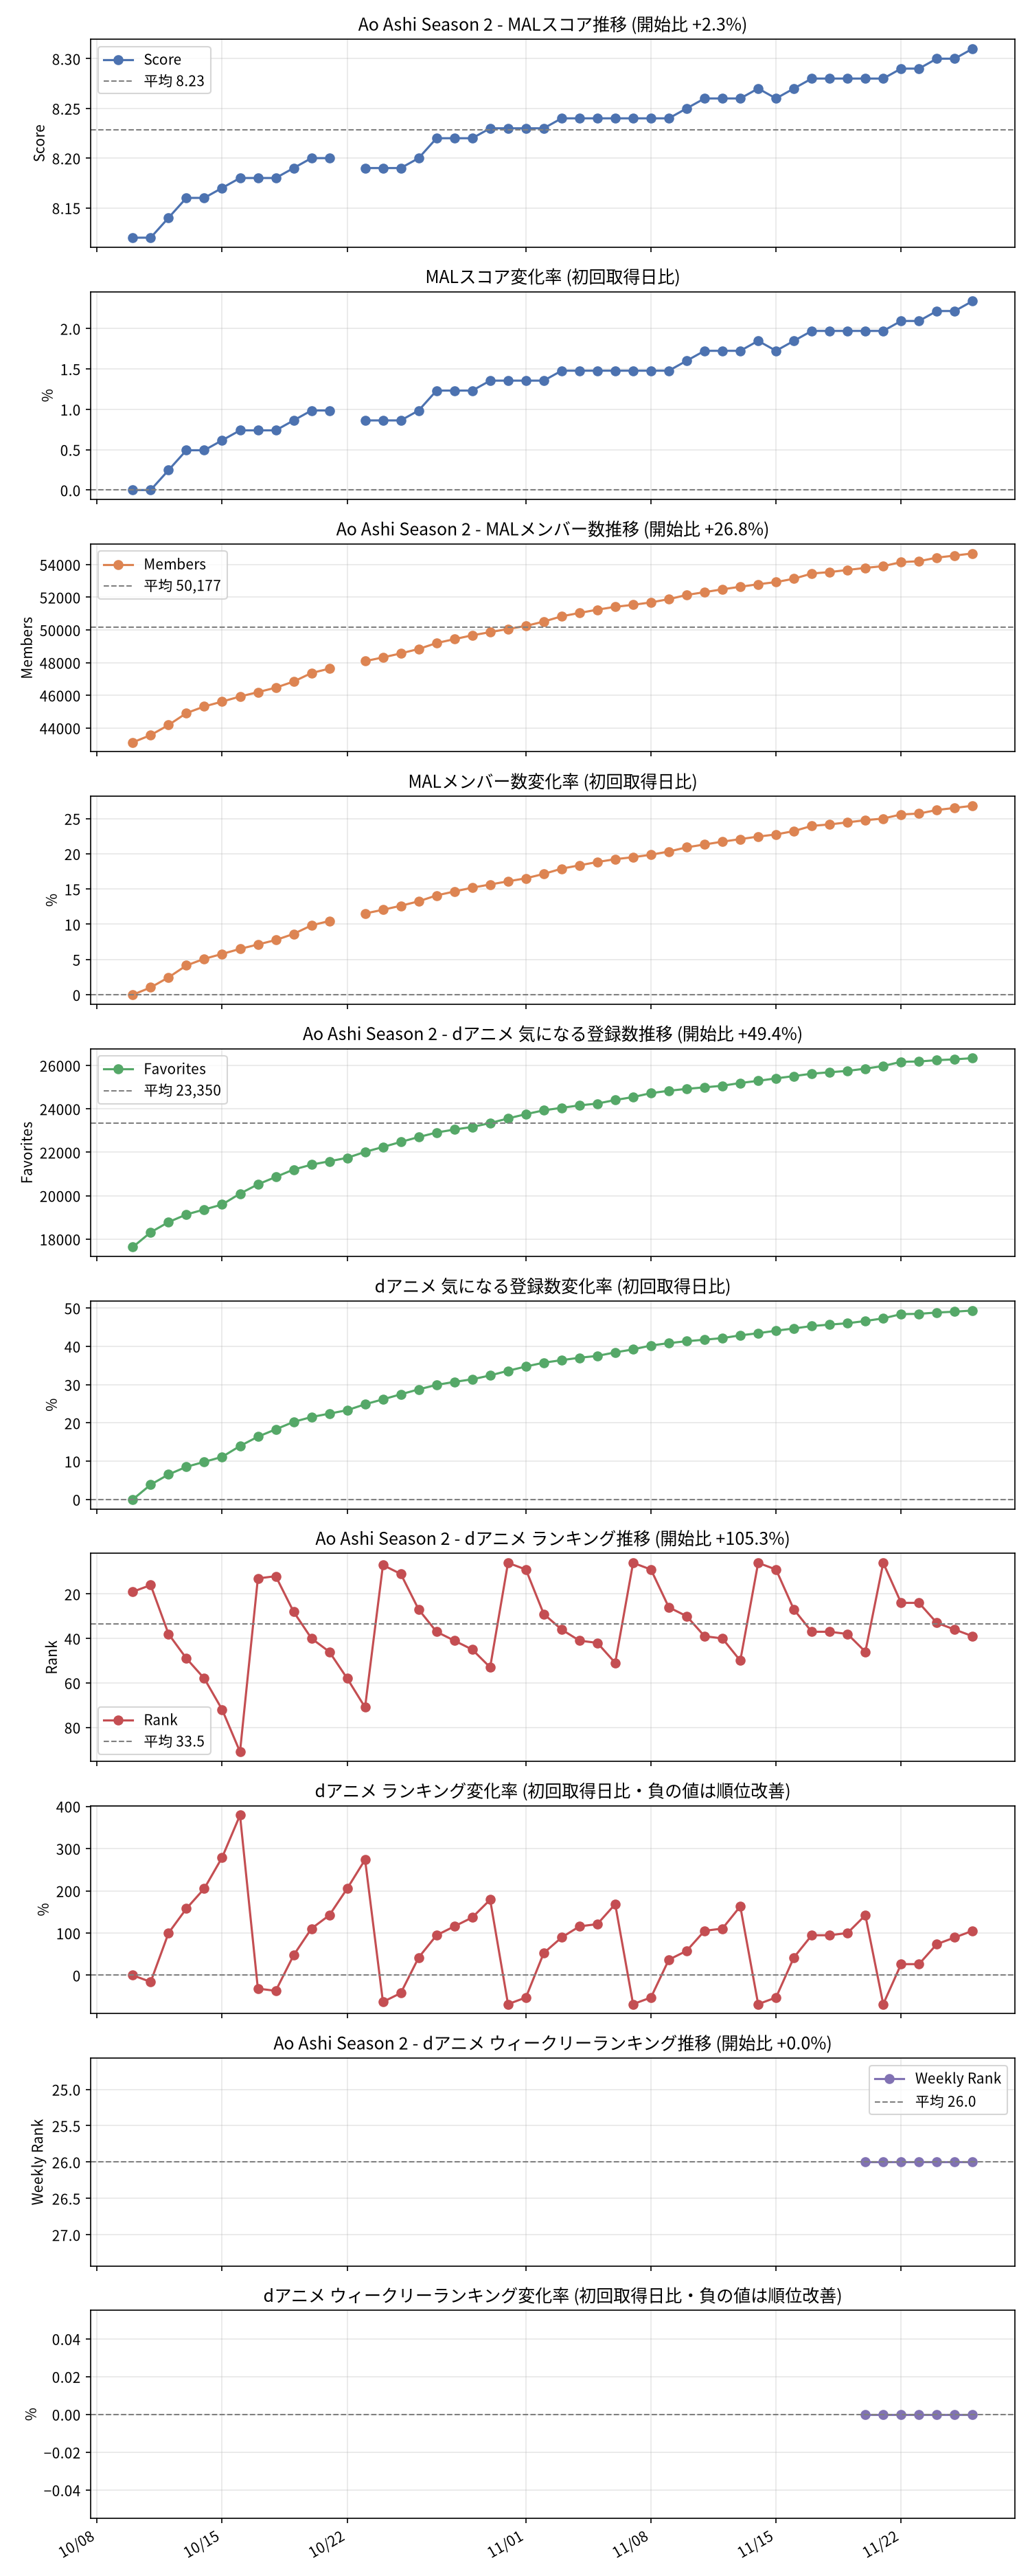 Ao Ashi Season 2 - MALスコア推移 (開始比 +2.3%)
Score
平均 8.23
Score
8.30
8.25
8.20
8.15
MALスコア変化率 (初回取得日比)
%
2.0
1.5
1.0
0.5
0.0
Ao Ashi Season 2 - MALメンバー数推移 (開始比 +26.8%)
Members
平均 50,177
Members
54000
52000
50000
48000
46000
44000
MALメンバー数変化率 (初回取得日比)
%
25
20
15
10
5
0
Ao Ashi Season 2 - dアニメ 気になる登録数推移 (開始比 +49.4%)
Favorites
平均 23,350
Favorites
26000
24000
22000
20000
18000
dアニメ 気になる登録数変化率 (初回取得日比)
%
50
40
30
20
10
0
Ao Ashi Season 2 - dアニメ ランキング推移 (開始比 +105.3%)
Rank
20
40
60
80
Rank
平均 33.5
dアニメ ランキング変化率 (初回取得日比・負の値は順位改善)
%
400
300
200
100
0
Ao Ashi Season 2 - dアニメ ウィークリーランキング推移 (開始比 +0.0%)
Weekly Rank
平均 26.0
Weekly Rank
25.0
25.5
26.0
26.5
27.0
dアニメ ウィークリーランキング変化率 (初回取得日比・負の値は順位改善)
%
0.04
0.02
0.00
−0.02
−0.04
10/08
10/15
10/22
11/01
11/08
11/15
11/22